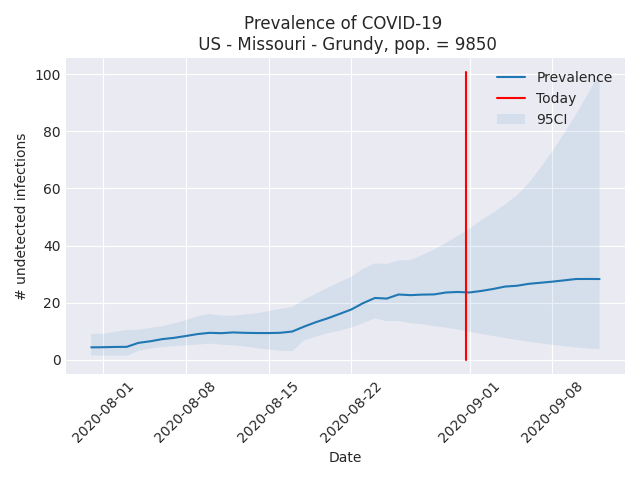 Prevalence of COVID-19
US - Missouri - Grundy, pop. = 9850
100
80
60
40
20
0
# undetected infections
Prevalence
Today
95CI
2020-08-01
2020-08-08
2020-08-15
2020-08-22
2020-09-01
2020-09-08
Date